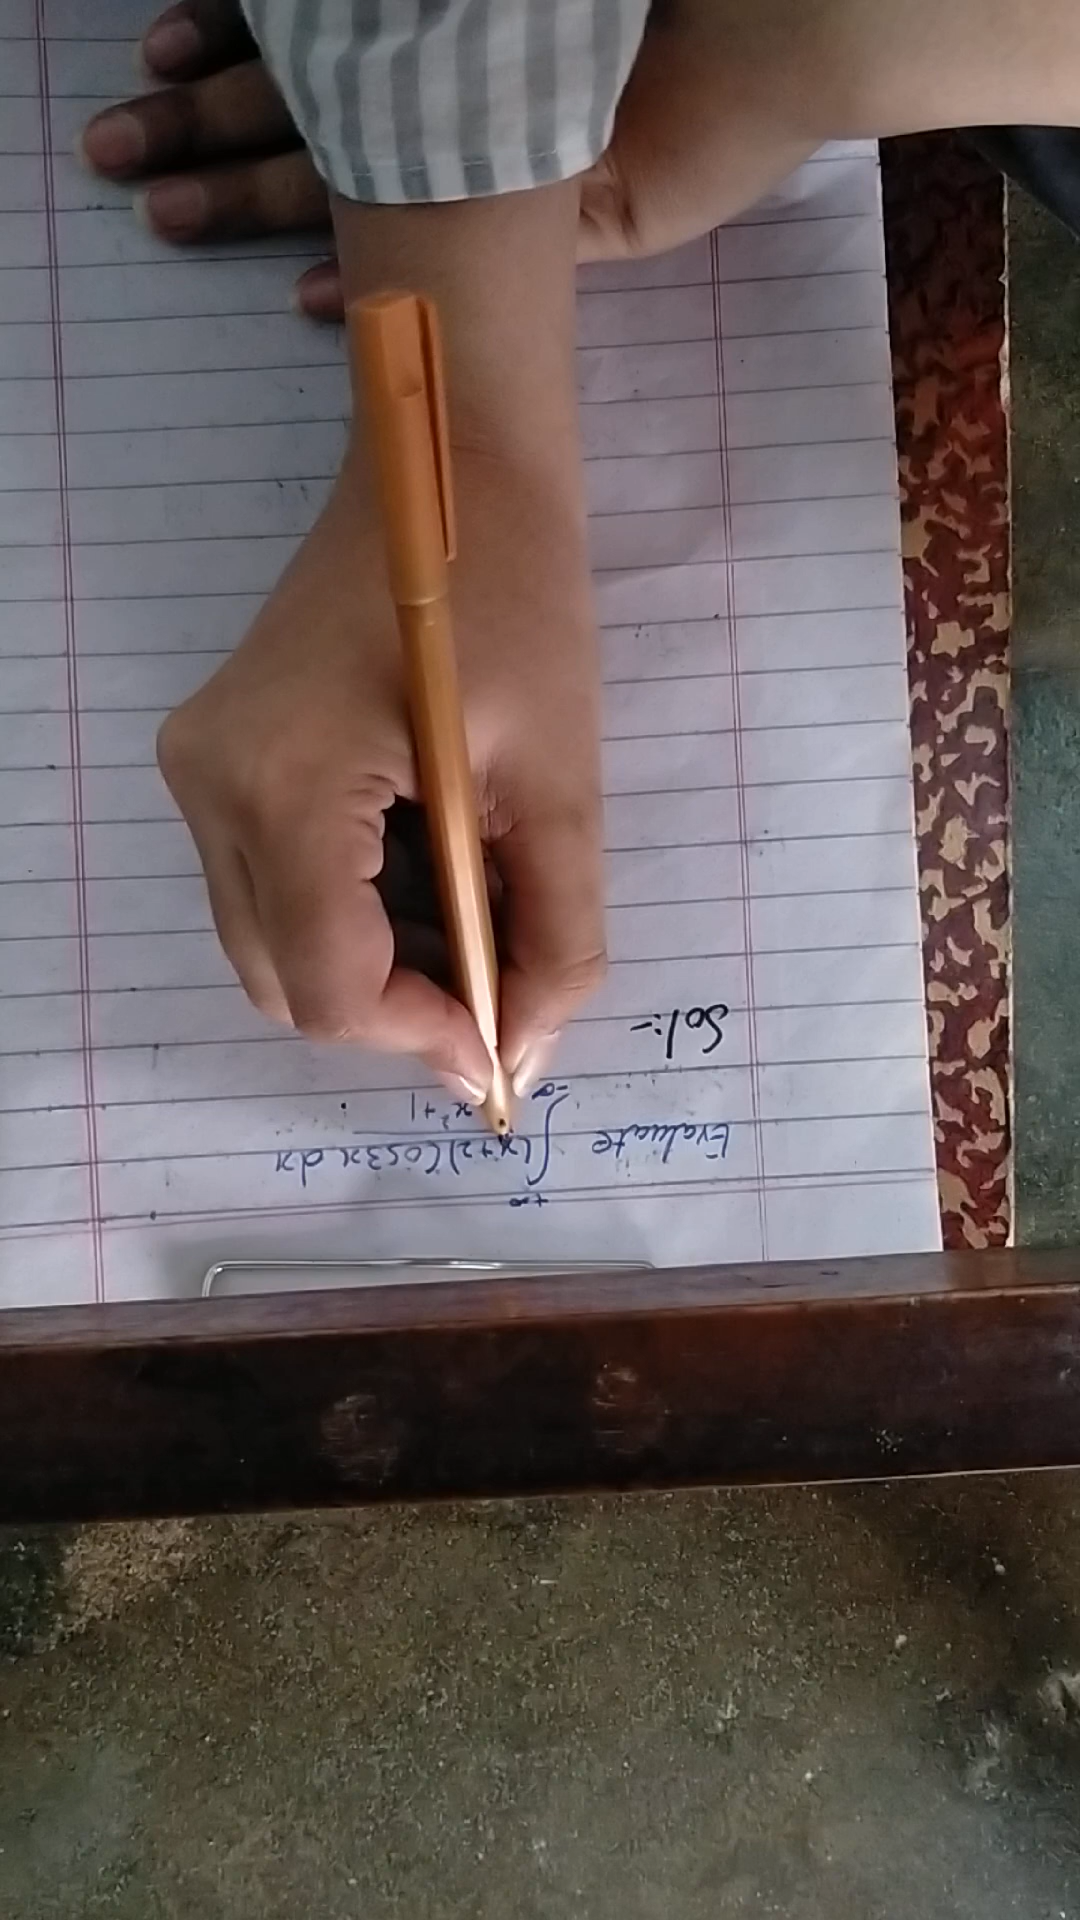 +∞
Evaluate ∫ (x+2) Cos3x dx
-∞ x²+1
Sol:-